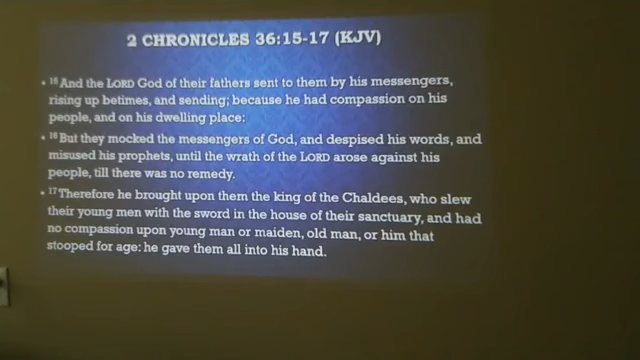 2 CHRONICLES 36:15-17 (KJV)
• 15 And the LORD God of their fathers sent to them by his messengers,
rising up betimes, and sending; because he had compassion on his
people, and on his dwelling place:
• 16 But they mocked the messengers of God, and despised his words, and
misused his prophets, until the wrath of the LORD arose against his
people, till there was no remedy.
• 17 Therefore he brought upon them the king of the Chaldees, who slew
their young men with the sword in the house of their sanctuary, and had
no compassion upon young man or maiden, old man, or him that
stooped for age: he gave them all into his hand.